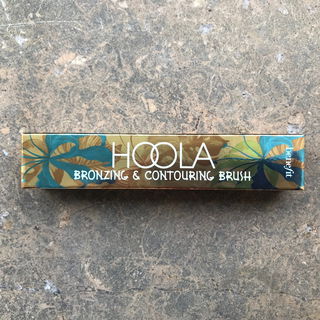 HOOLA
BRONZING & CONTOURING BRUSH
benefit